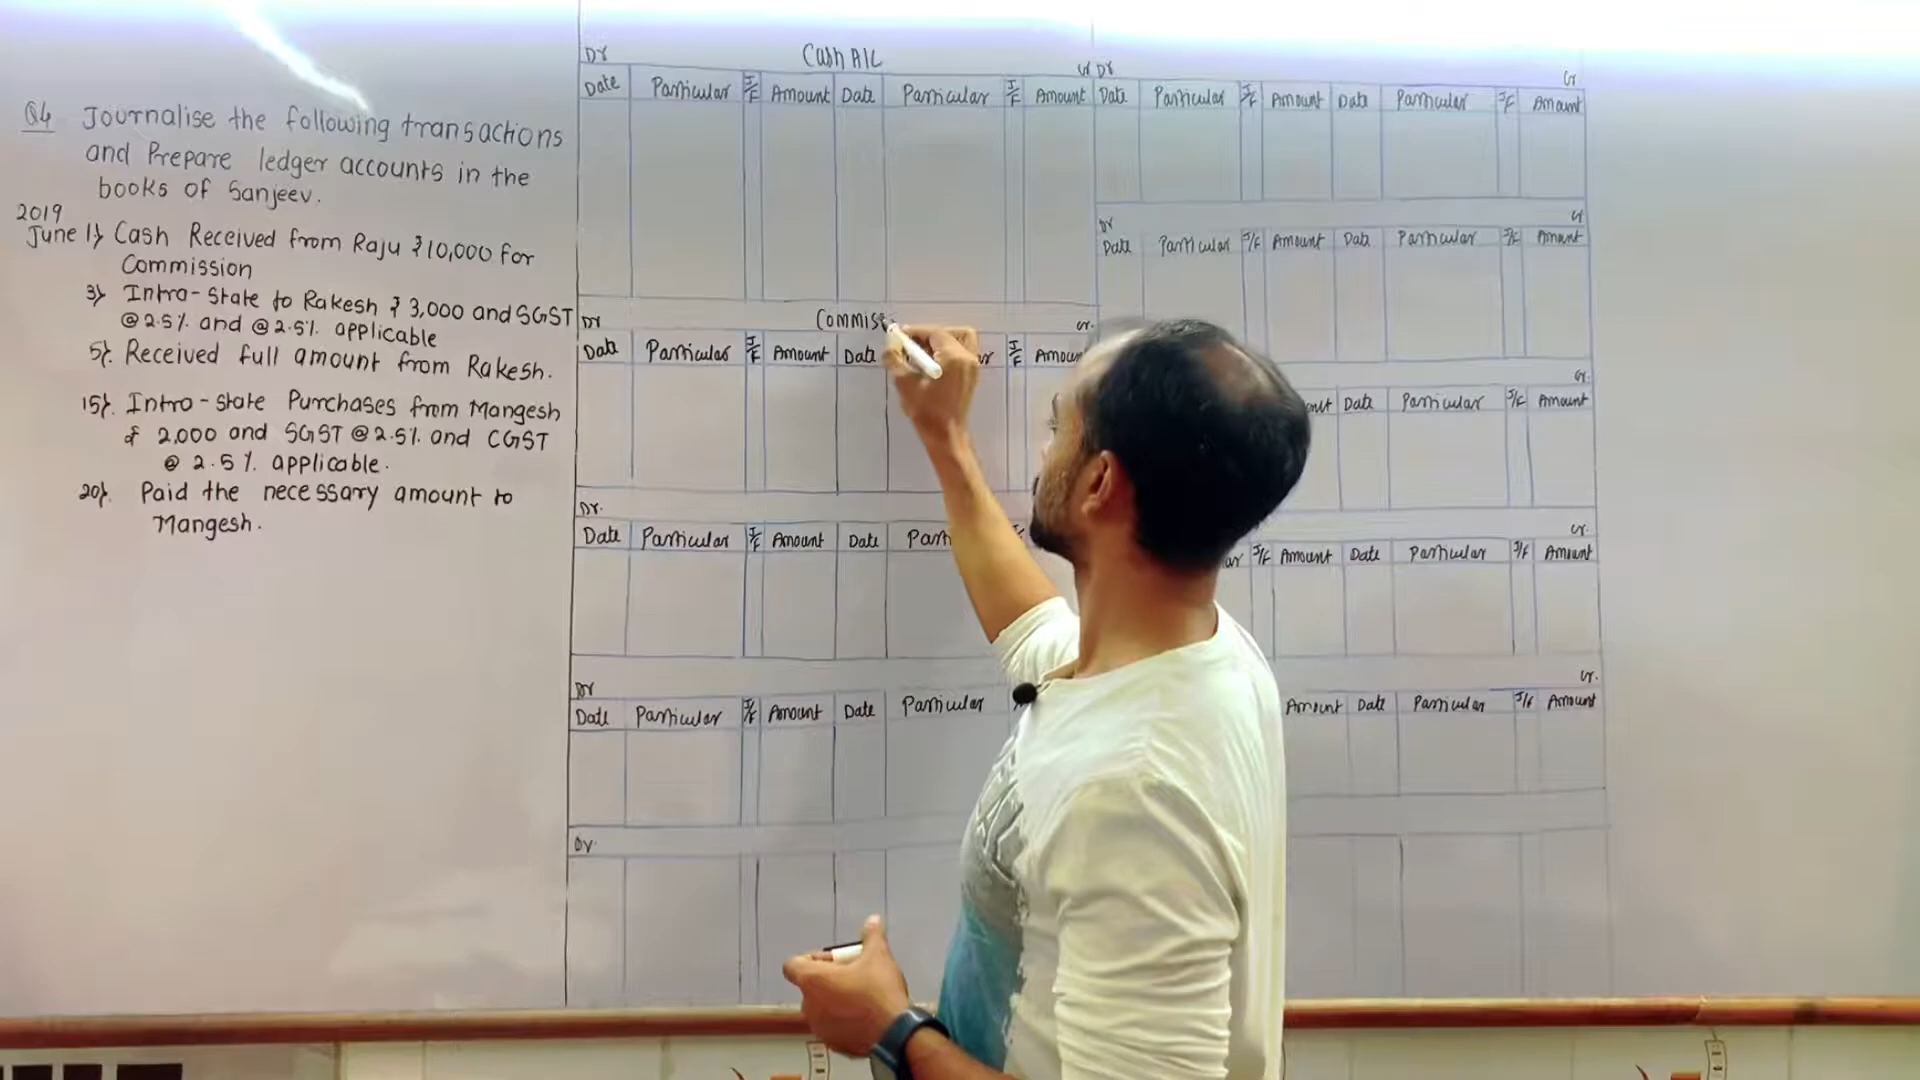 Q4 Journalise the following transactions
and Prepare ledger accounts in the
books of Sanjeev.
2019
June 1} Cash Received from Raju ₹10,000 for
Commission
3} Intra-State to Rakesh ₹ 3,000 and SGST
@2.5% and @2.5% applicable
5}. Received full amount from Rakesh.
15}. Intro-state Purchases from Mangesh
of 2,000 and SGST @2.5% and CGST
@ 2.5% applicable.
20}. Paid the necessary amount to
Mangesh.
Dr Cash A/C Cr
Date Particular J/F Amount Date Particular J/F Amount
Dr Commiss Cr.
Date Particular J/F Amount Date J/F Amoun
Dr.
Date Particular J/F Amount Date
Dr
Date Particular J/F Amount Date Particular
Dr.
Dr Cr
Date Particular J/F Amount Date Particular J/F Amount
Dr Cr
Date Particular J/F Amount Date Particular J/F Amount
Cr.
Date Particular J/F Amount
Cr.
J/F Amount Date Particular J/F Amount
Cr.
Amount Date Particular J/F Amount